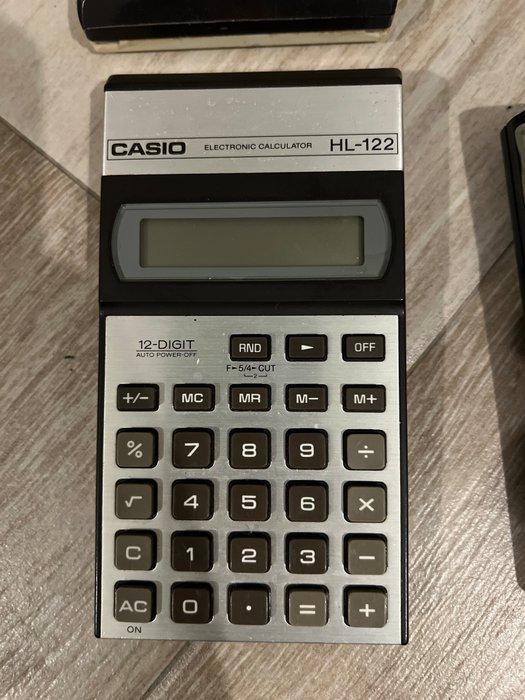 CASIO ELECTRONIC CALCULATOR HL-122
12-DIGIT RND ► OFF
AUTO POWER-OFF
F►5/4►CUT
2
+/− MC MR M− M+
% 7 8 9 ÷
√ 4 5 6 ×
C 1 2 3 −
AC 0 · = +
ON